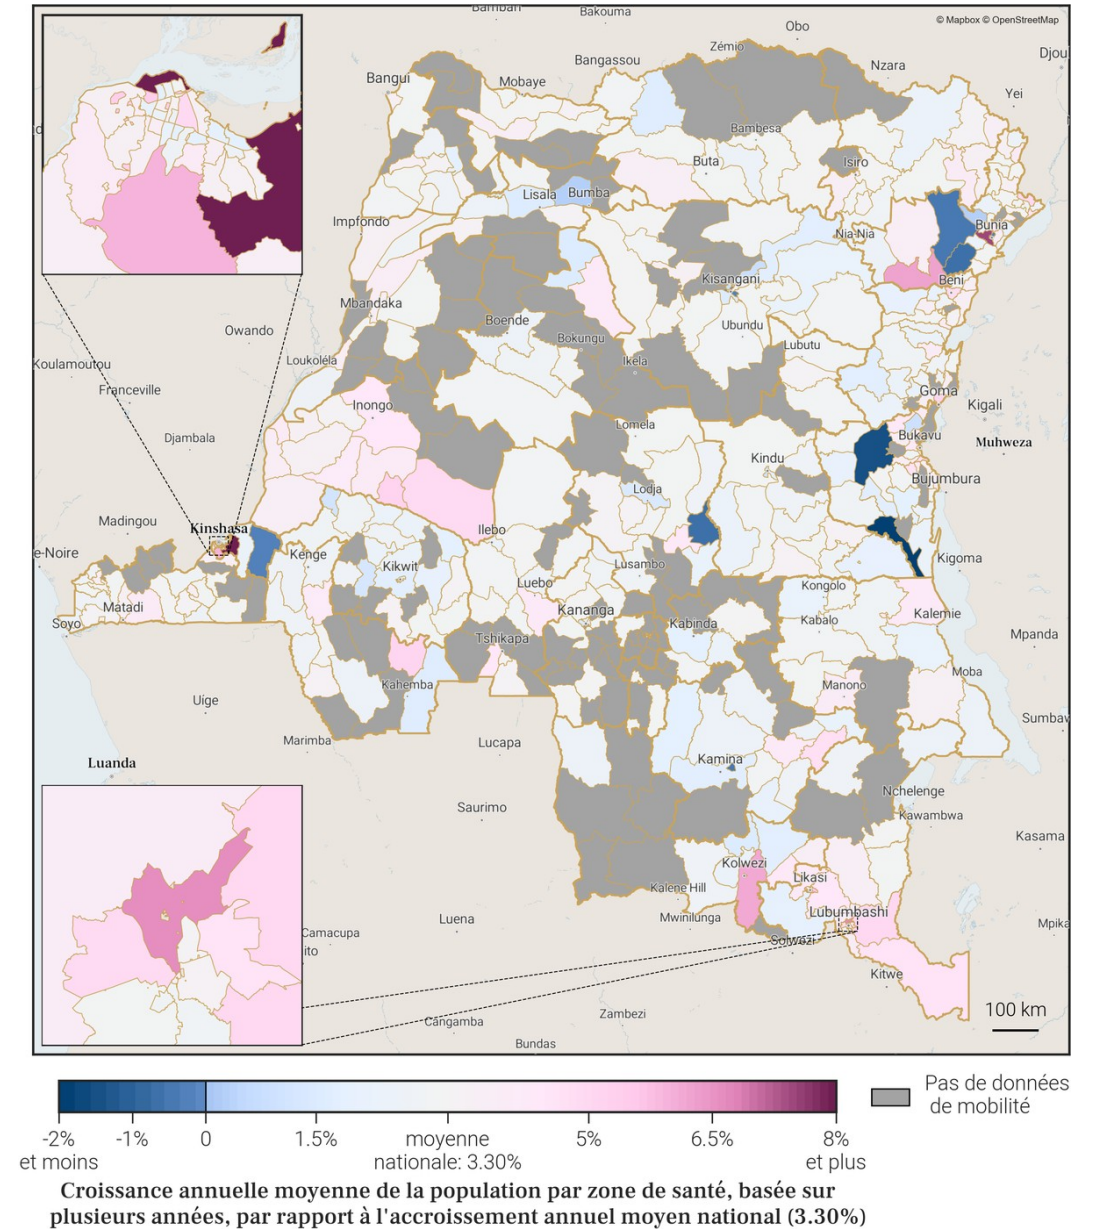 Bambari
Bakouma
© Mapbox © OpenStreetMap
Obo
Zémio
Djou
Bangassou
Nzara
Bangui
Mobaye
Yei
Bambesa
Buta
Isiro
Lisala
Bumba
Impfondo
Nia-Nia
Bunia
Kisangani
Beni
Mbandaka
Owando
Boende
Ubundu
Bokungu
Lubutu
Koulamoutou
Loukoléla
Ikela
Franceville
Goma
Kigali
Inongo
Djambala
Lomela
Bukavu
Muhweza
Kindu
Bujumbura
Lodja
Madingou
Kinshasa
Ilebo
e-Noire
Kenge
Kikwit
Lusambo
Kigoma
Luebo
Kongolo
Matadi
Kananga
Kalemie
Soyo
Kabinda
Kabalo
Mpanda
Tshikapa
Moba
Kahemba
Manono
Uíge
Sumbaw
Marimba
Lucapa
Luanda
Kamina
Nchelenge
Saurimo
Kawambwa
Kasama
Kolwezi
Likasi
Kalene Hill
Luena
Mwinilunga
Lubumbashi
Mpika
Camacupa
Solwezi
ito
Kitwe
100 km
Cangamba
Zambezi
Bundas
Pas de données
de mobilité
-2% -1% 0 1.5% moyenne 5% 6.5% 8%
et moins nationale: 3.30% et plus
Croissance annuelle moyenne de la population par zone de santé, basée sur
plusieurs années, par rapport à l'accroissement annuel moyen national (3.30%)